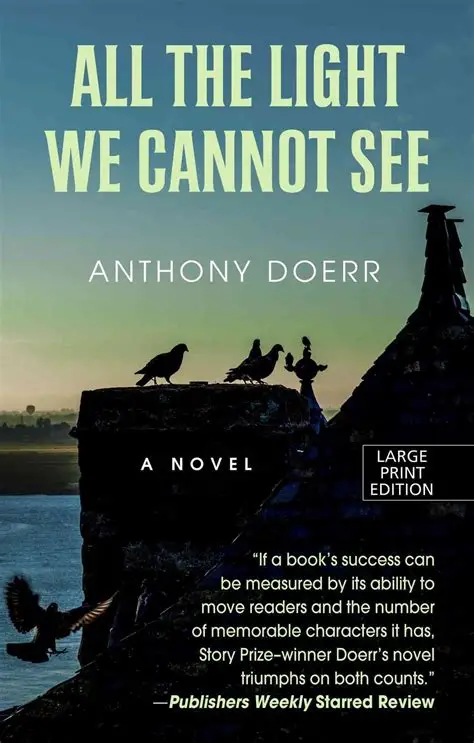 ALL THE LIGHT
WE CANNOT SEE
ANTHONY DOERR
A NOVEL
LARGE
PRINT
EDITION
“If a book’s success can
be measured by its ability to
move readers and the number
of memorable characters it has,
Story Prize–winner Doerr’s novel
triumphs on both counts.”
—Publishers Weekly Starred Review